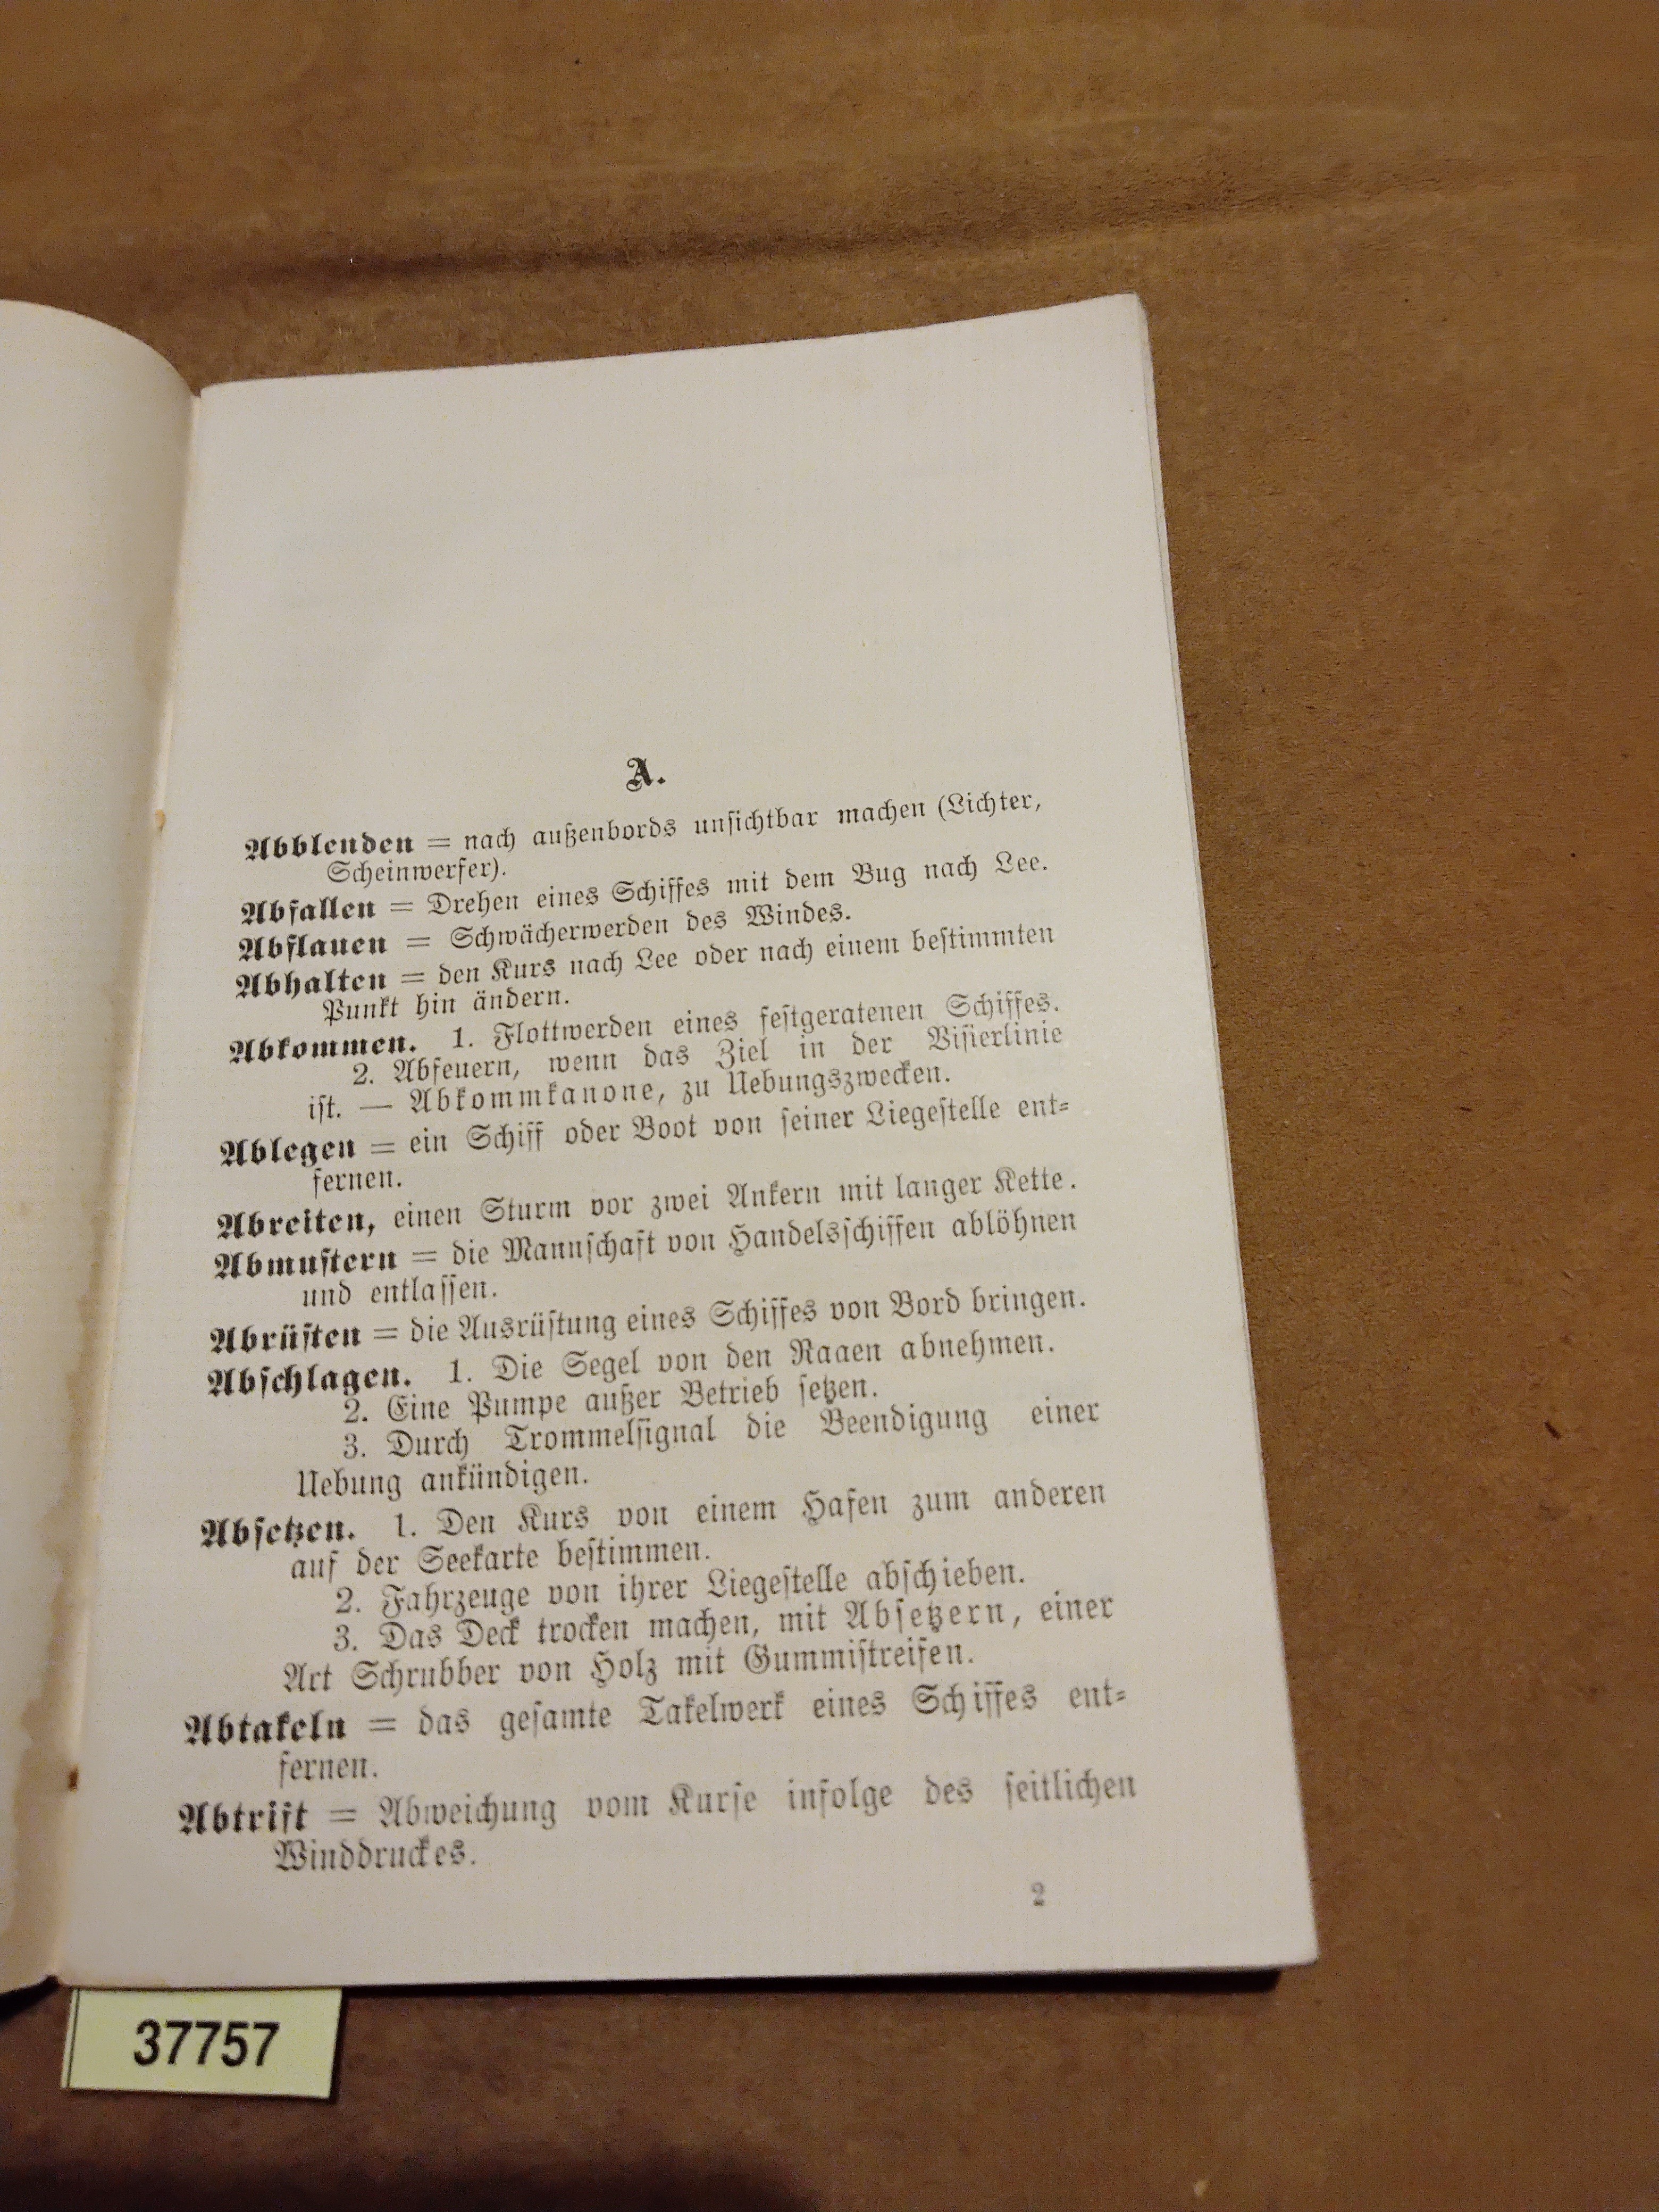 A.
Abblenden = nach außenbords unsichtbar machen (Lichter,
Scheinwerfer).
Abfallen = Drehen eines Schiffes mit dem Bug nach Lee.
Abflauen = Schwächerwerden des Windes.
Abhalten = den Kurs nach Lee oder nach einem bestimmten
Punkt hin ändern.
Abkommen. 1. Flottwerden eines festgeratenen Schiffes.
2. Abfeuern, wenn das Ziel in der Visierlinie
ist. — Abkommkanone, zu Uebungszwecken.
Ablegen = ein Schiff oder Boot von seiner Liegestelle ent-
fernen.
Abreiten, einen Sturm vor zwei Ankern mit langer Kette.
Abmustern = die Mannschaft von Handelsschiffen ablöhnen
und entlassen.
Abrüsten = die Ausrüstung eines Schiffes von Bord bringen.
Abschlagen. 1. Die Segel von den Raaen abnehmen.
2. Eine Pumpe außer Betrieb setzen.
3. Durch Trommelsignal die Beendigung einer
Uebung ankündigen.
Absetzen. 1. Den Kurs von einem Hafen zum anderen
auf der Seekarte bestimmen.
2. Fahrzeuge von ihrer Liegestelle abschieben.
3. Das Deck trocken machen, mit Absetzern, einer
Art Schrubber von Holz mit Gummistreifen.
Abtakeln = das gesamte Takelwerk eines Schiffes ent-
fernen.
Abtrift = Abweichung vom Kurse infolge des seitlichen
Winddruckes.
2
37757